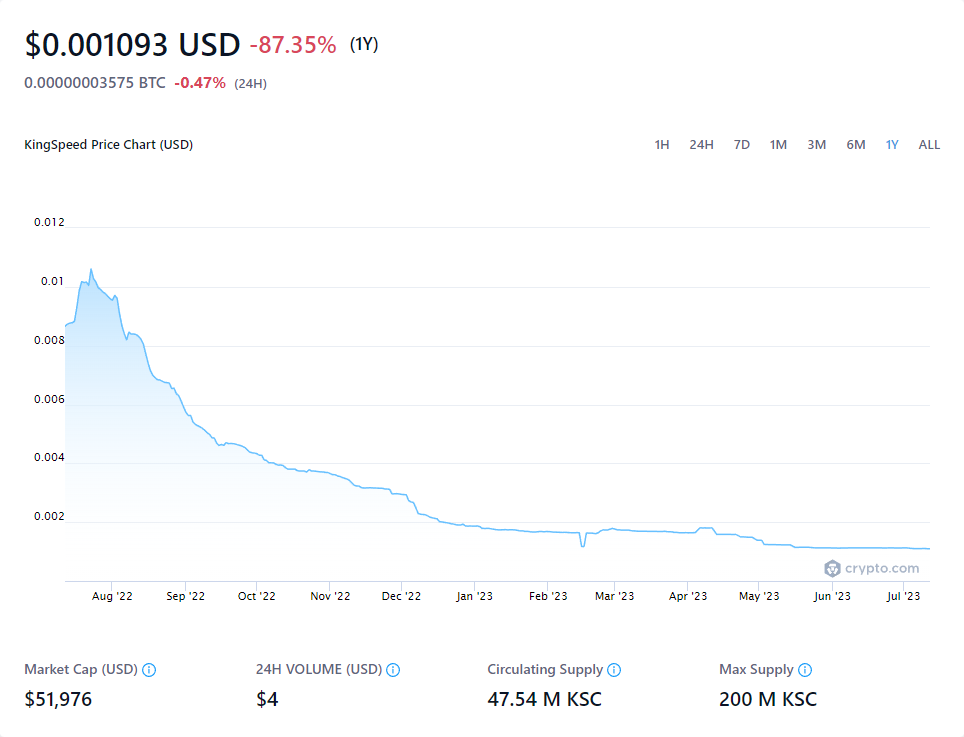 $0.001093 USD -87.35% (1Y)
0.00000003575 BTC -0.47% (24H)
KingSpeed Price Chart (USD)
1H 24H 7D 1M 3M 6M 1Y ALL
0.012
0.01
0.008
0.006
0.004
0.002
crypto.com
Aug '22 Sep '22 Oct '22 Nov '22 Dec '22 Jan '23 Feb '23 Mar '23 Apr '23 May '23 Jun '23 Jul '23
Market Cap (USD) 24H VOLUME (USD) Circulating Supply Max Supply
$51,976 $4 47.54 M KSC 200 M KSC